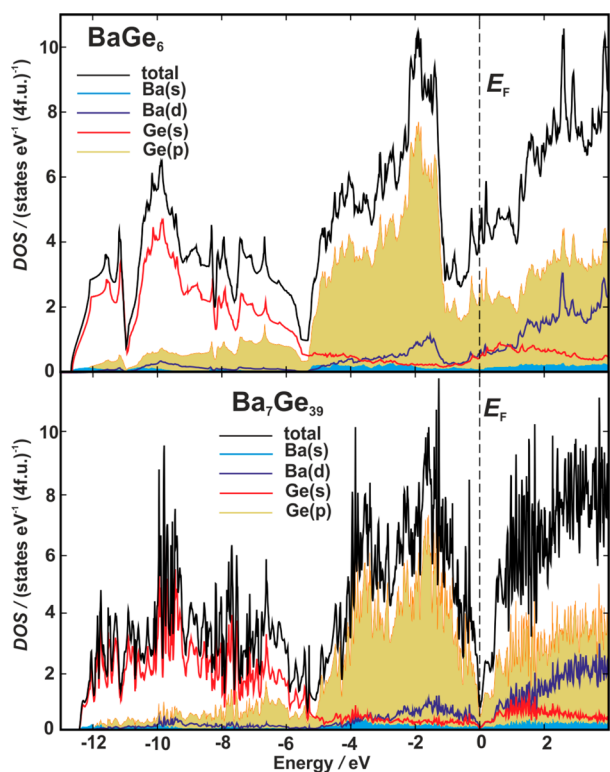 BaGe₆
total
Ba(s)
Ba(d)
Ge(s)
Ge(p)
E_F
DOS / (states eV⁻¹ (4f.u.)⁻¹)
10
8
6
4
2
0
Ba₇Ge₃₉
total
Ba(s)
Ba(d)
Ge(s)
Ge(p)
E_F
DOS / (states eV⁻¹ (4f.u.)⁻¹)
10
8
6
4
2
0
-12 -10 -8 -6 -4 -2 0 2
Energy / eV